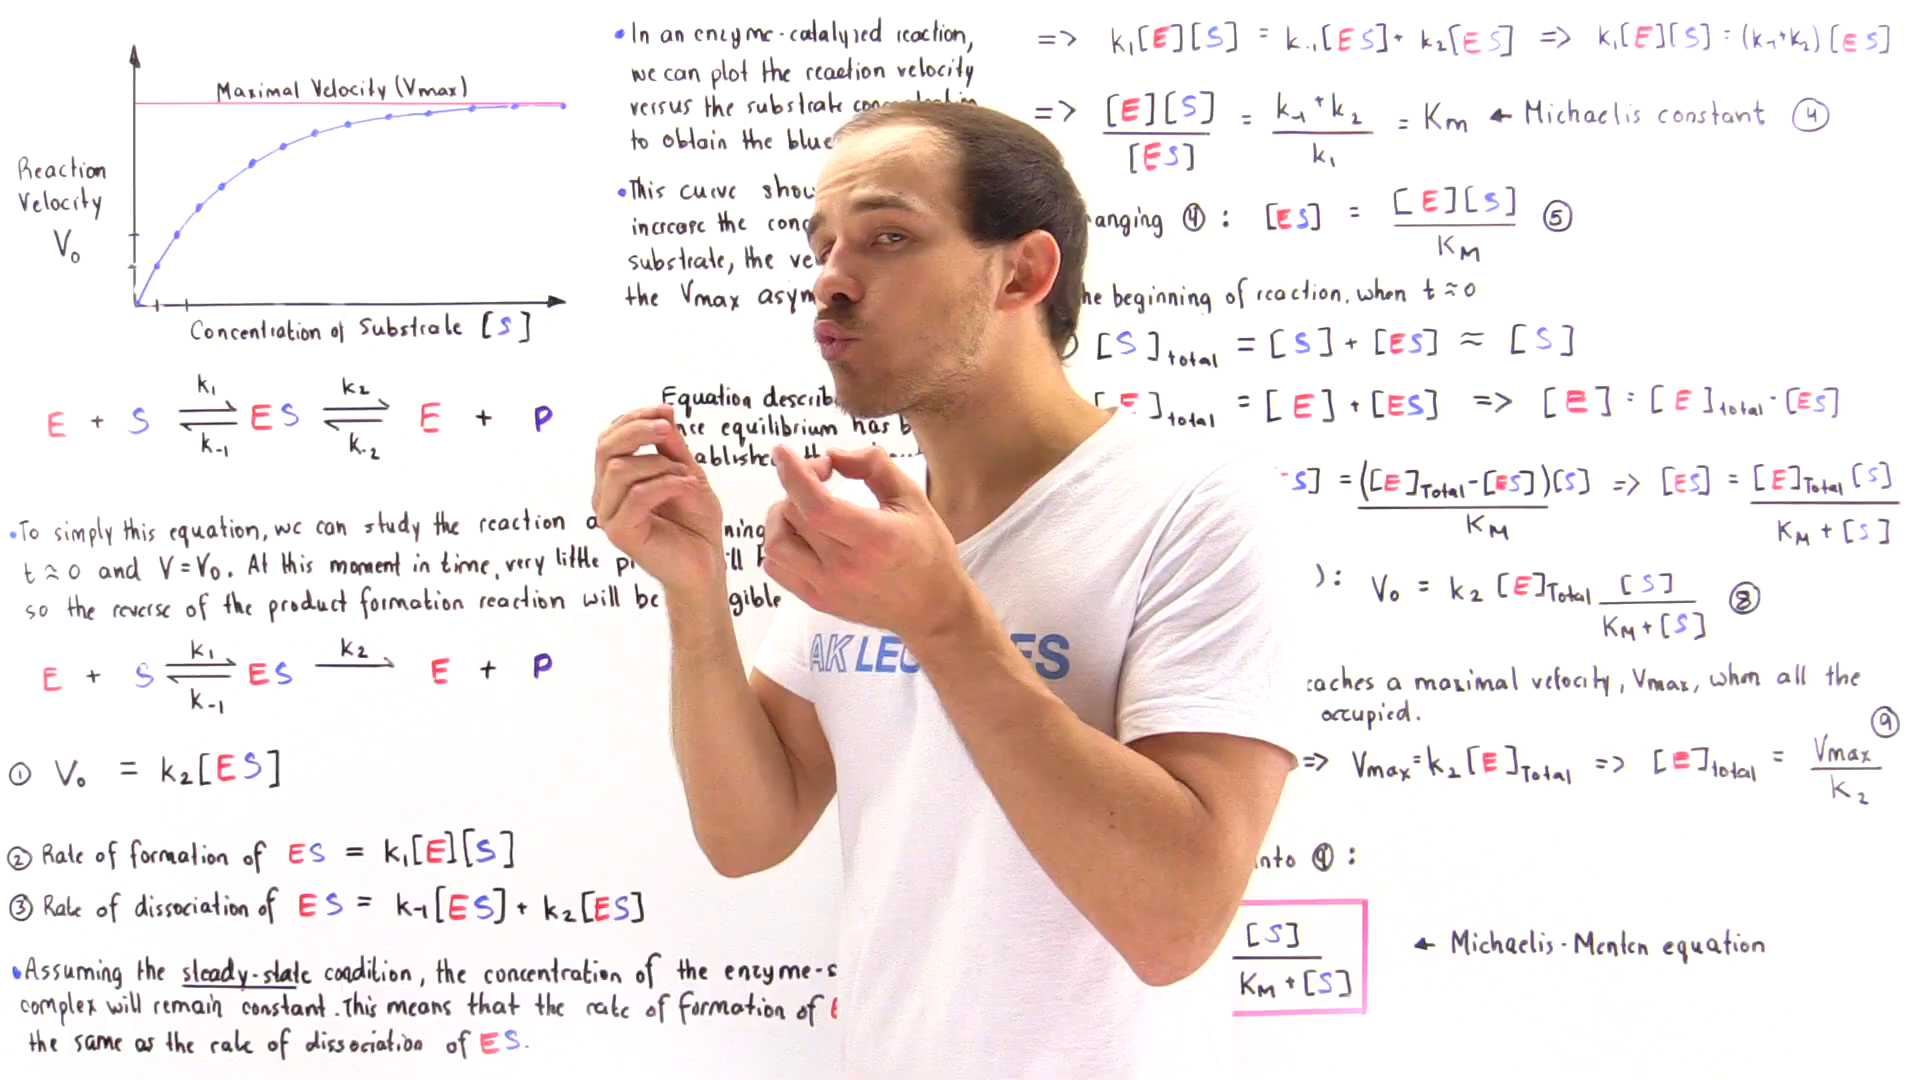 Maximal Velocity (Vmax)
Reaction
Velocity
V₀
Concentration of Substrate [S]
E + S k₁ ⇌ k₋₁ ES k₂ ⇌ k₋₂ E + P
•To simply this equation, we can study the reaction
t ≈ 0 and V = V₀. At this moment in time, very little
so the reverse of the product formation reaction will be
E + S k₁ ⇌ k₋₁ ES k₂ → E + P
① V₀ = k₂[ES]
② Rate of formation of ES = k₁[E][S]
③ Rate of dissociation of ES = k₋₁[ES] + k₂[ES]
•Assuming the steady-state condition, the concentration of the enzyme-s
complex will remain constant. This means that the rate of formation of
the same as the rate of dissociation of ES.
•In an enzyme-catalyzed reaction,
we can plot the reaction velocity
versus the substrate concentration
to obtain the blue
•This curve
increase the
substrate, the
the Vmax
Equation
equilibrium has
AK LECTURES
=> k₁[E][S] = k₋₁[ES] + k₂[ES] => k₁[E][S] = (k₋₁+k₂)[ES]
=> [E][S] / [ES] = k₋₁+k₂ / k₁ = Km ← Michaelis constant ④
anging ④ : [ES] = [E][S] / KM ⑤
he beginning of reaction, when t ≈ 0
[S]total = [S] + [ES] ≈ [S]
[E]total = [E] + [ES] => [E] = [E]total - [ES]
S] = ([E]Total - [ES])[S] / KM => [ES] = [E]Total [S] / KM + [S]
): V₀ = k₂ [E]Total [S] / KM + [S] ⑧
eaches a maximal velocity, Vmax, when all the
occupied.
=> Vmax = k₂[E]Total => [E]total = Vmax / K₂ ⑨
into ⑨ :
[S] / KM + [S] ← Michaelis-Menten equation